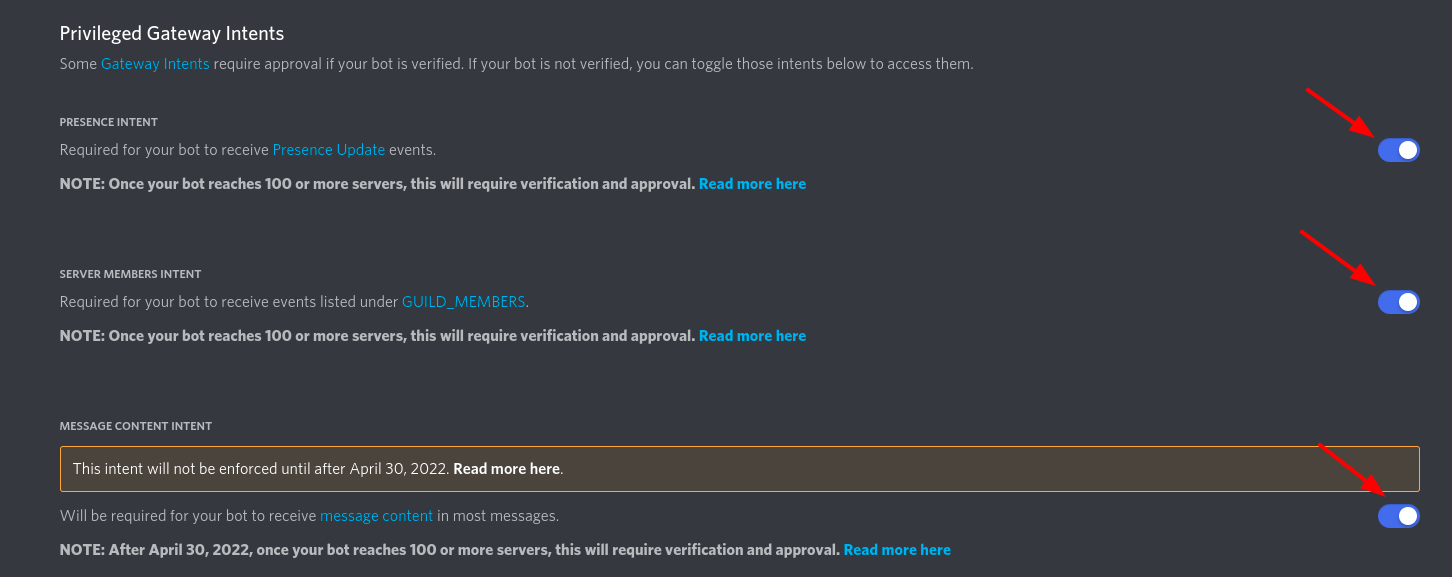 Privileged Gateway Intents
Some Gateway Intents require approval if your bot is verified. If your bot is not verified, you can toggle those intents below to access them.
PRESENCE INTENT
Required for your bot to receive Presence Update events.
NOTE: Once your bot reaches 100 or more servers, this will require verification and approval. Read more here
SERVER MEMBERS INTENT
Required for your bot to receive events listed under GUILD_MEMBERS.
NOTE: Once your bot reaches 100 or more servers, this will require verification and approval. Read more here
MESSAGE CONTENT INTENT
This intent will not be enforced until after April 30, 2022. Read more here.
Will be required for your bot to receive message content in most messages.
NOTE: After April 30, 2022, once your bot reaches 100 or more servers, this will require verification and approval. Read more here